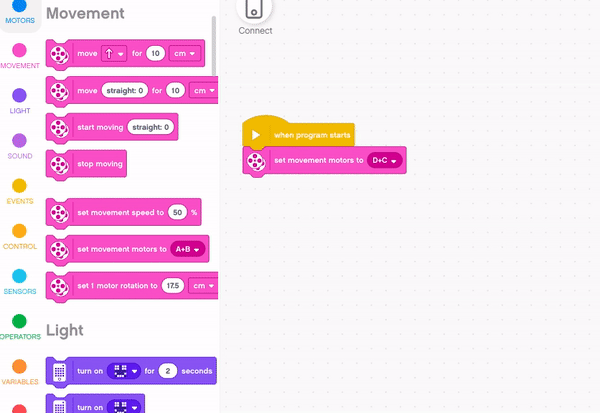 MOTORS
MOVEMENT
LIGHT
SOUND
EVENTS
CONTROL
SENSORS
OPERATORS
VARIABLES
Movement
move for 10 cm
move straight: 0 for 10 cm
start moving straight: 0
stop moving
set movement speed to 50 %
set movement motors to A+B
set 1 motor rotation to 17.5 cm
Light
turn on for 2 seconds
turn on
Connect
when program starts
set movement motors to D+C